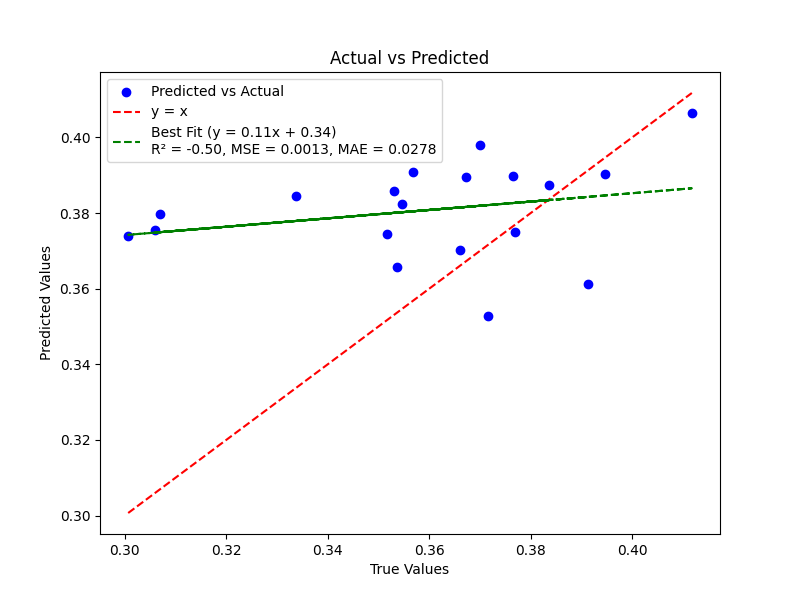 Actual vs Predicted
Predicted vs Actual
y = x
Best Fit (y = 0.11x + 0.34)
R² = -0.50, MSE = 0.0013, MAE = 0.0278
Predicted Values
0.40
0.38
0.36
0.34
0.32
0.30
0.30 0.32 0.34 0.36 0.38 0.40
True Values